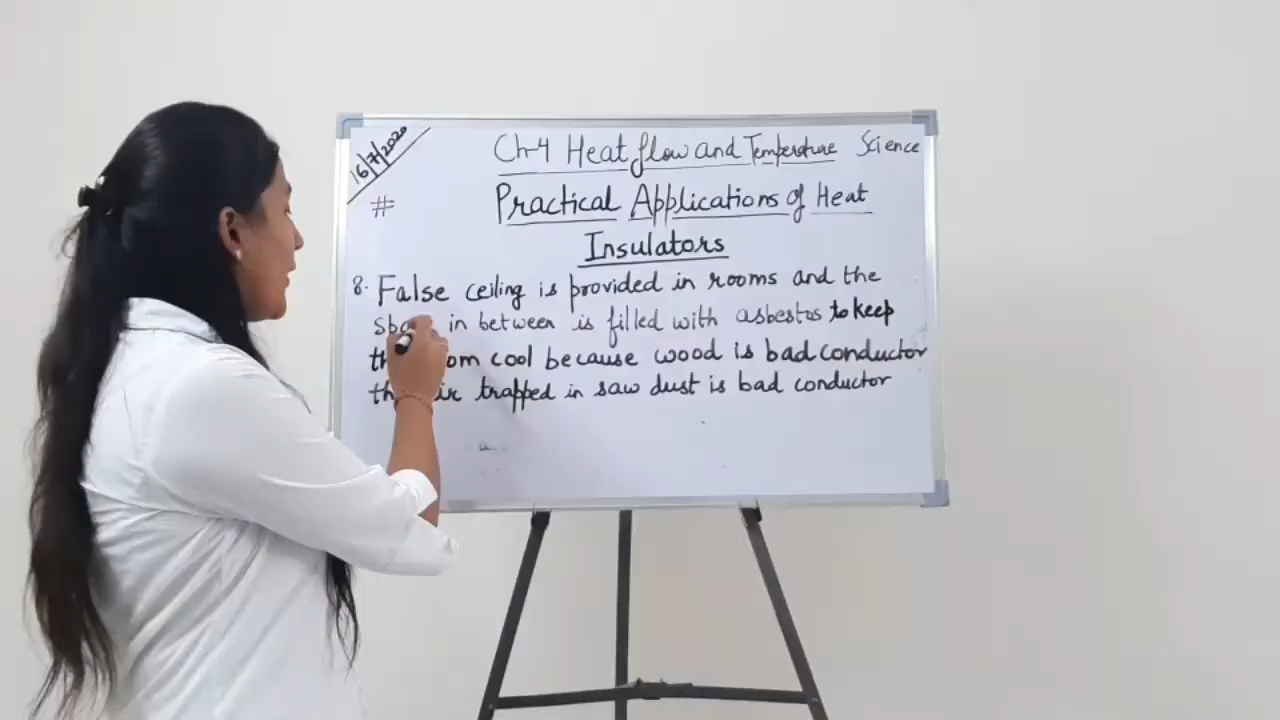 16/7/2020
Ch-4 Heat flow and Temperature Science
# Practical Applications of Heat
Insulators
8. False ceiling is provided in rooms and the
in between is filled with asbestos to keep
cool because wood is bad conductor
trapped in saw dust is bad conductor